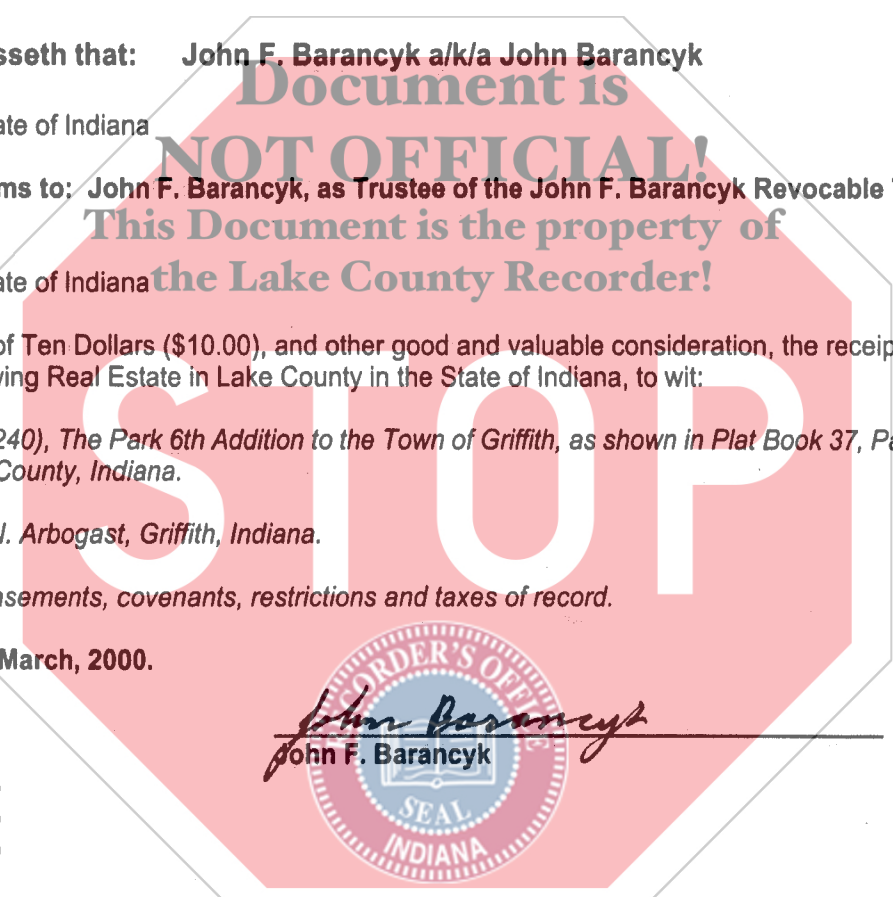 sseth that: John F. Barancyk a/k/a John Barancyk
Document is
ate of Indiana
NOT OFFICIAL!
ms to: John F. Barancyk, as Trustee of the John F. Barancyk Revocable
This Document is the property of
ate of Indiana
the Lake County Recorder!
of Ten Dollars ($10.00), and other good and valuable consideration, the receip
ving Real Estate in Lake County in the State of Indiana, to wit:
240), The Park 6th Addition to the Town of Griffith, as shown in Plat Book 37, Pa
County, Indiana.
. Arbogast, Griffith, Indiana.
asements, covenants, restrictions and taxes of record.
March, 2000.
STOP
John Barancyk
John F. Barancyk
RECORDER'S OFFICE
SEAL
INDIANA